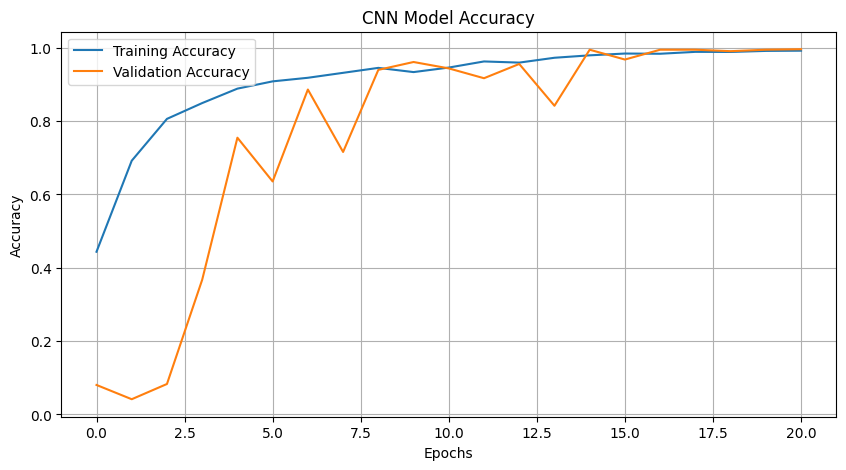 CNN Model Accuracy
Training Accuracy
Validation Accuracy
1.0
0.8
0.6
0.4
0.2
0.0
Accuracy
0.0 2.5 5.0 7.5 10.0 12.5 15.0 17.5 20.0
Epochs